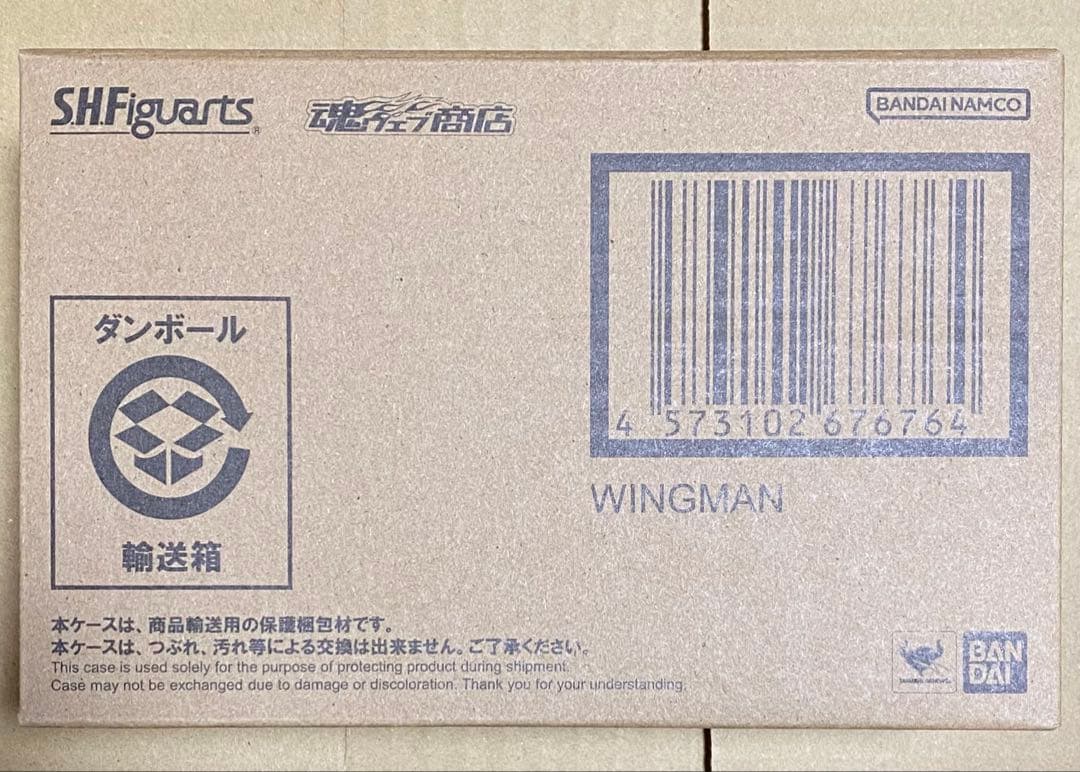 S.H.Figuarts®
魂ウェブ商店
BANDAI NAMCO
4 573102 676764
WINGMAN
ダンボール
輸送箱
本ケースは、商品輸送用の保護梱包材です。
本ケースは、つぶれ、汚れ等による交換は出来ません。ご了承ください。
This case is used solely for the purpose of protecting product during shipment.
Case may not be exchanged due to damage or discoloration. Thank you for your understanding.
TAMASHII NATIONS
BAN
DAI